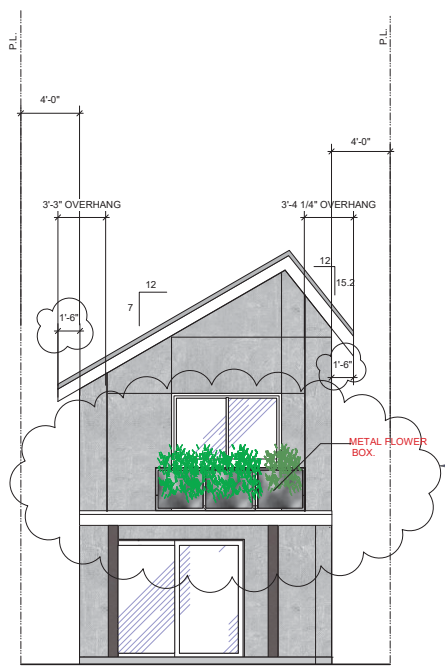 P.L.
P.L.
4'-0"
4'-0"
3'-3" OVERHANG
3'-4 1/4" OVERHANG
12
7
12
15.2
1'-6"
1'-6"
METAL FLOWER
BOX.